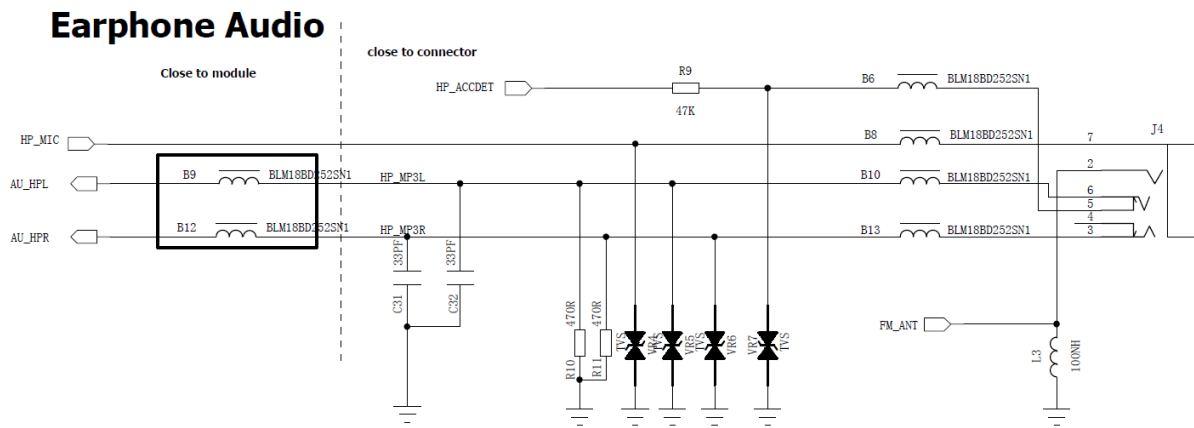 Earphone Audio
close to connector
Close to module
HP_ACCDET
R9
47K
B6
BLM18BD252SN1
HP_MIC
B8
BLM18BD252SN1
7
J4
AU_HPL
B9
BLM18BD252SN1
HP_MP3L
B10
BLM18BD252SN1
2
6
5
AU_HPR
B12
BLM18BD252SN1
HP_MP3R
B13
BLM18BD252SN1
4
3
33PF
C31
33PF
C32
470R
R10
470R
R11
TVS
VR4
TVS
VR5
TVS
VR6
VR7
TVS
FM_ANT
L3
100NH